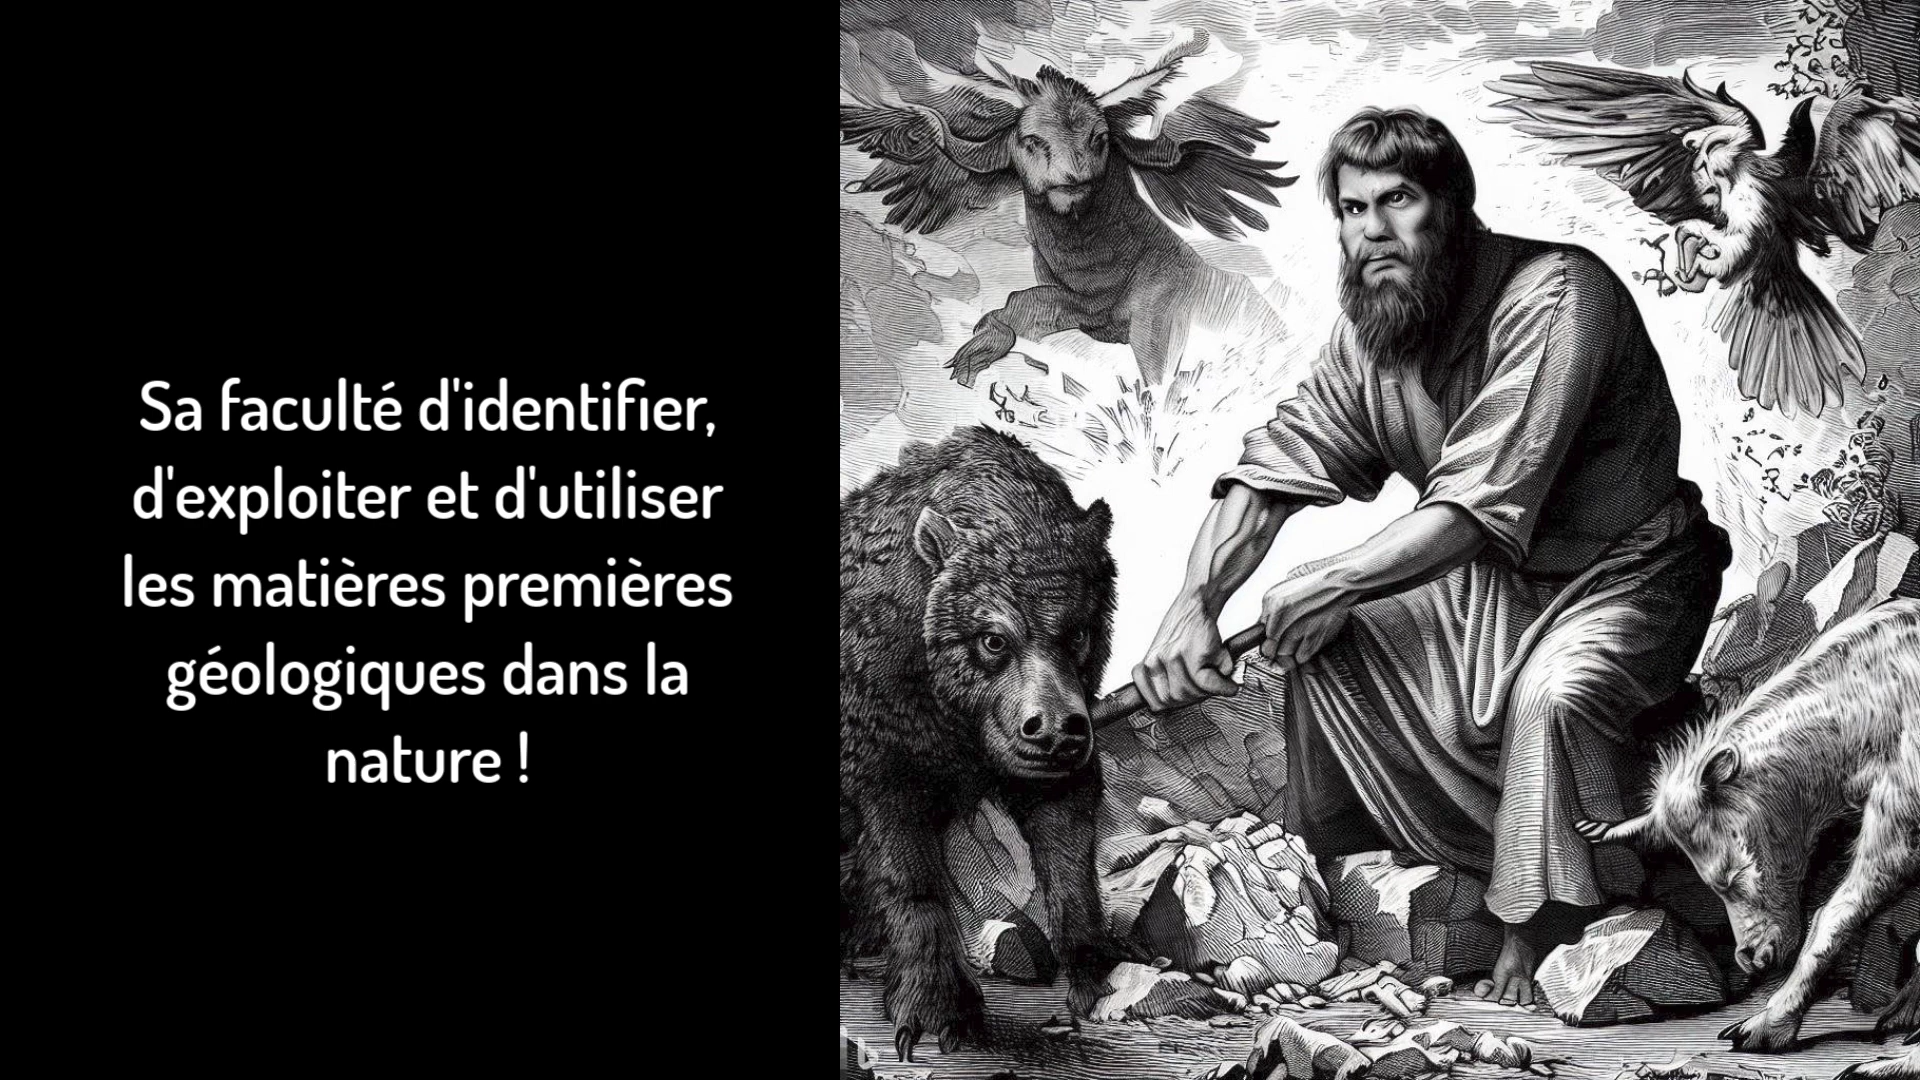 Sa faculté d'identifier,
d'exploiter et d'utiliser
les matières premières
géologiques dans la
nature !